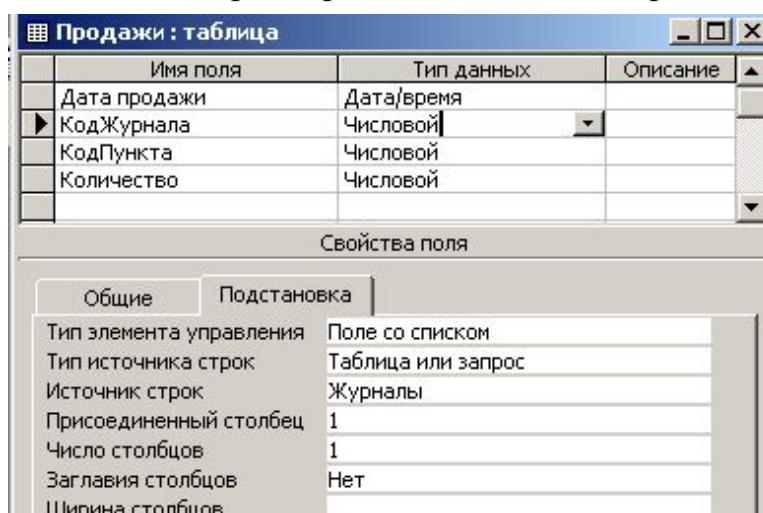 Продажи : таблица
Имя поля Тип данных Описание
Дата продажи Дата/время
КодЖурнала Числовой
КодПункта Числовой
Количество Числовой
Свойства поля
Общие Подстановка
Тип элемента управления Поле со списком
Тип источника строк Таблица или запрос
Источник строк Журналы
Присоединенный столбец 1
Число столбцов 1
Заглавия столбцов Нет
Ширина столбцов